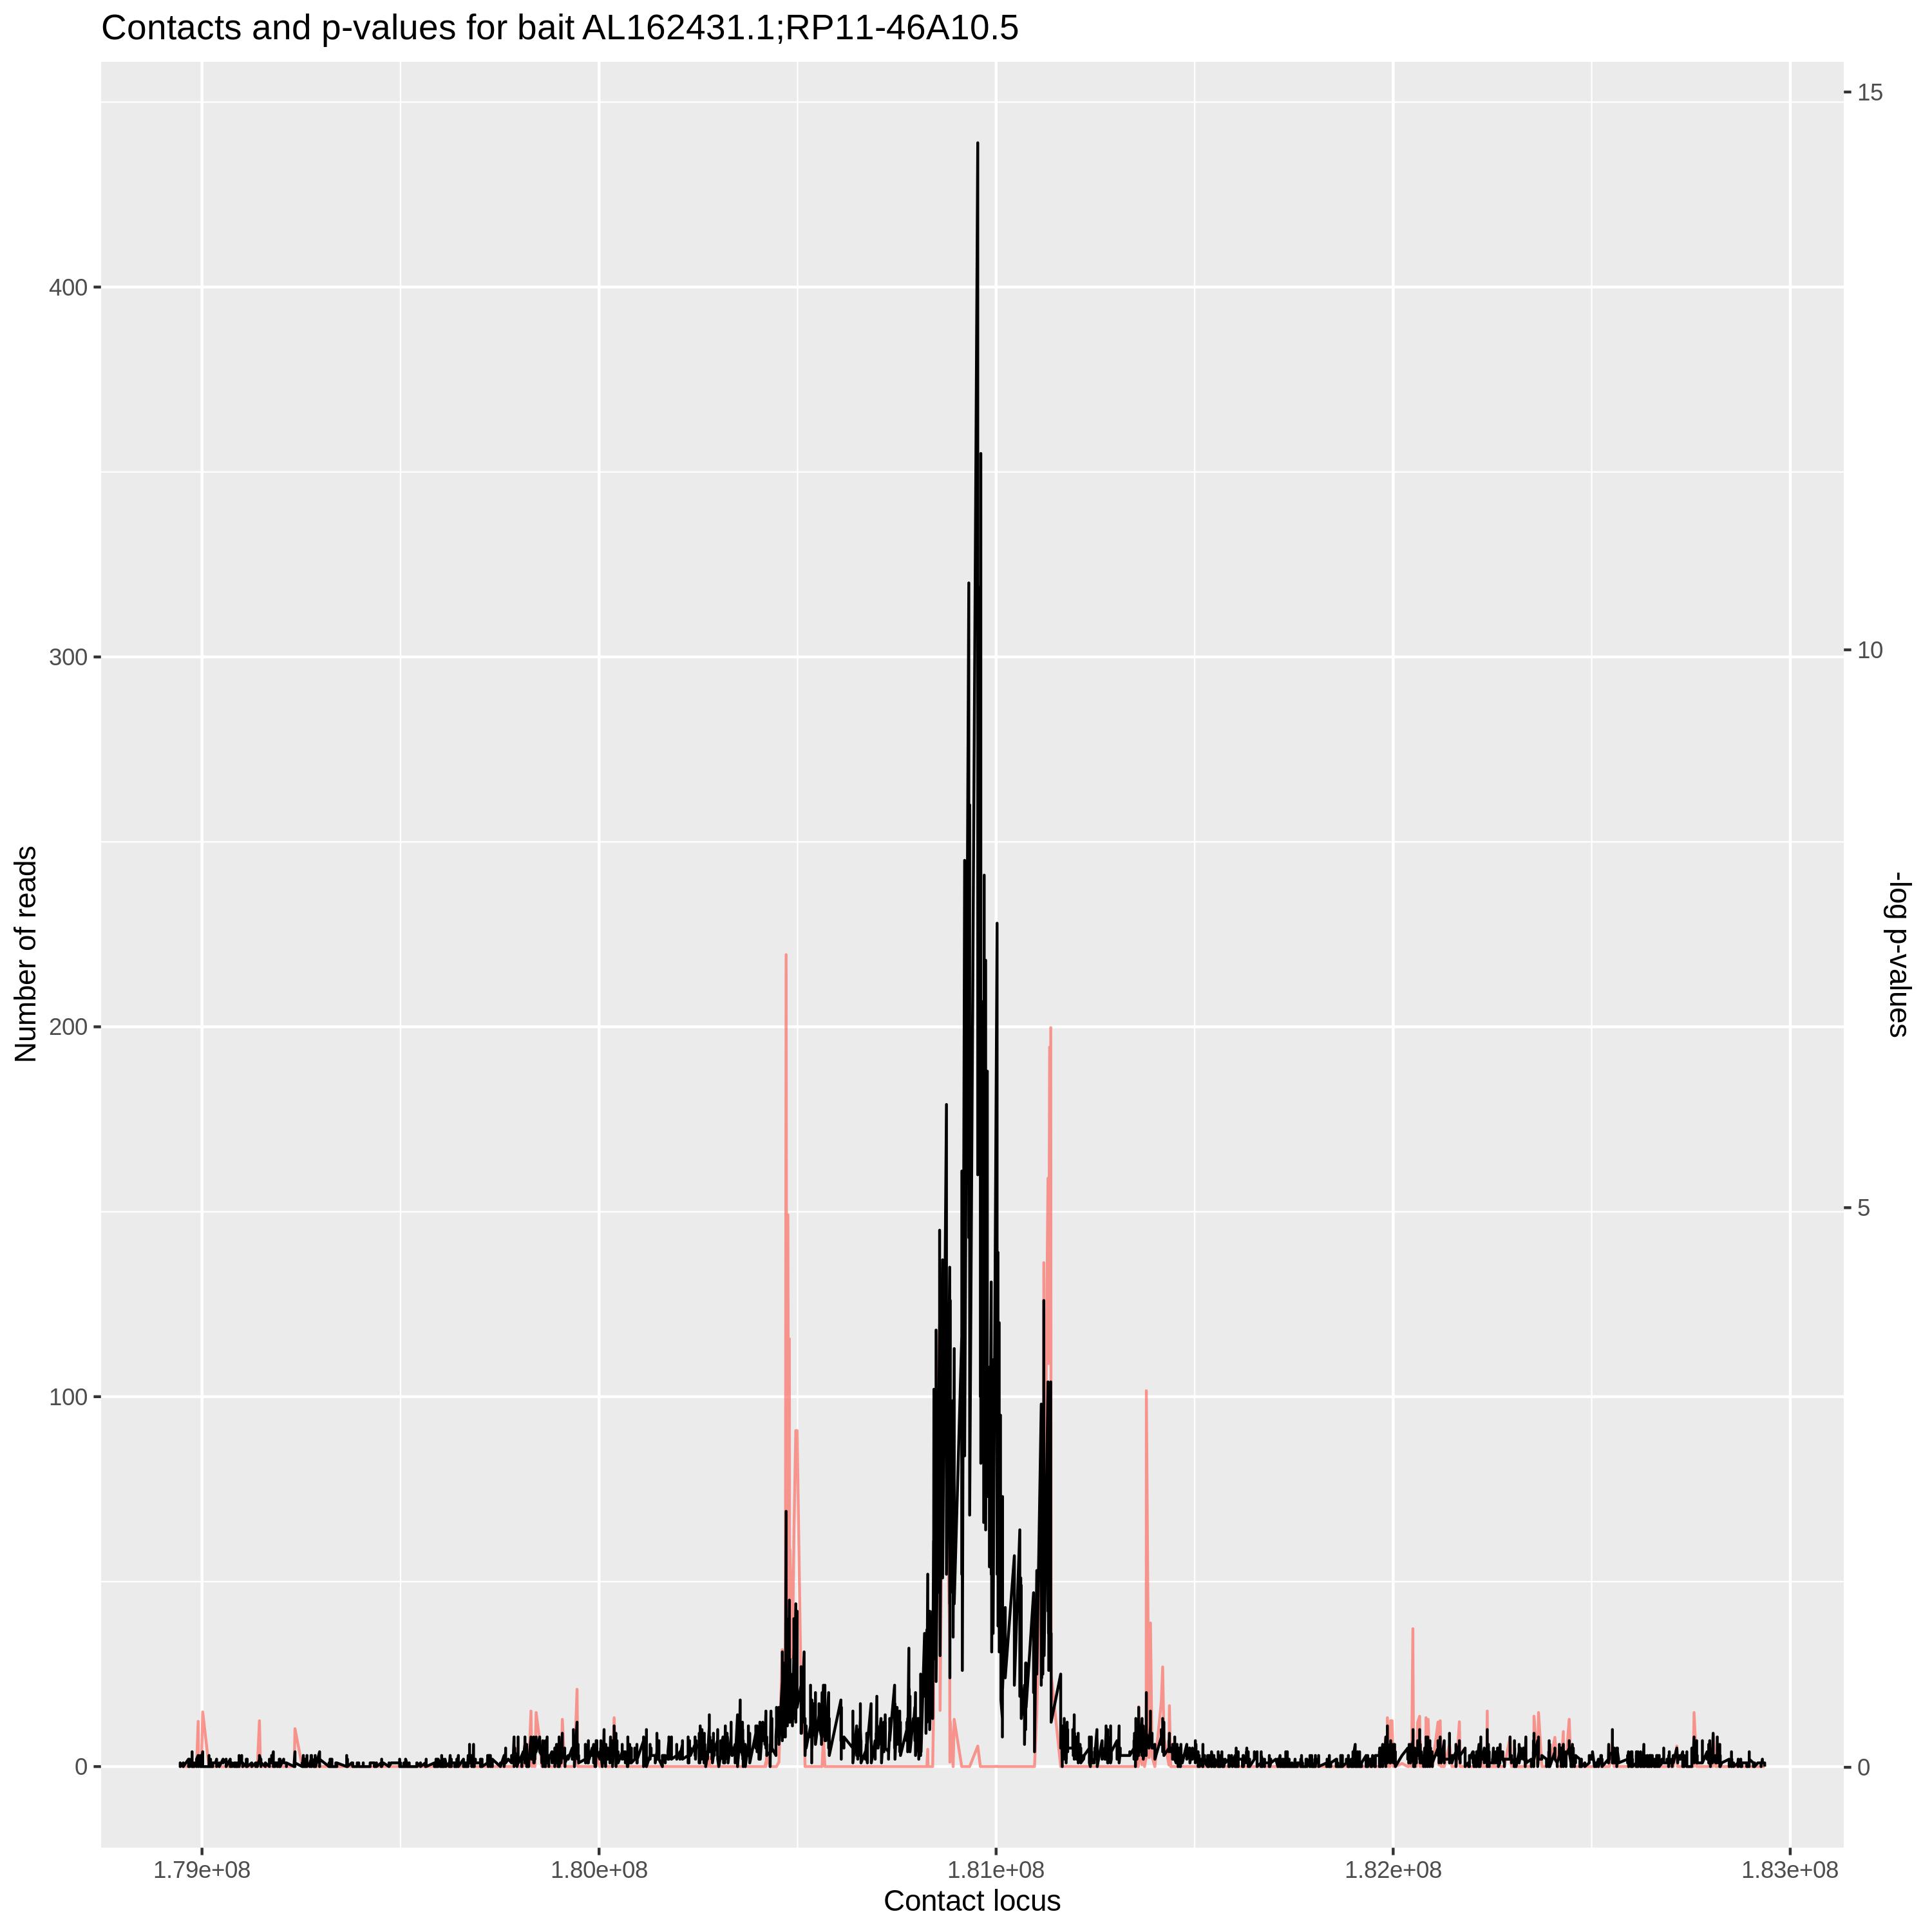 Contacts and p-values for bait AL162431.1;RP11-46A10.5
15
400
300
10
Number of reads
-log p-values
200
5
100
0
0
1.79e+08
1.80e+08
1.81e+08
1.82e+08
1.83e+08
Contact locus